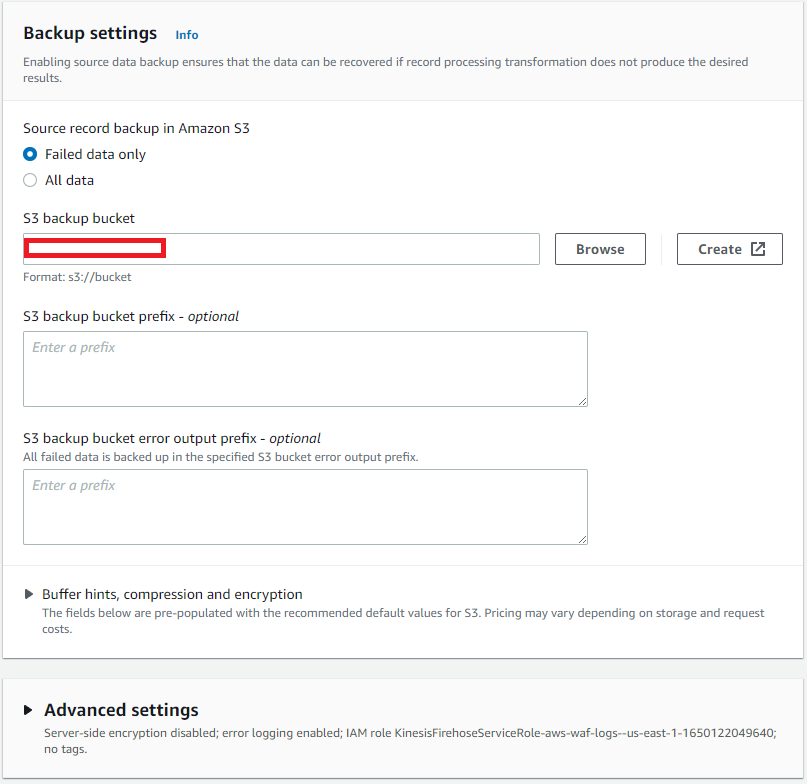 Backup settings Info
Enabling source data backup ensures that the data can be recovered if record processing transformation does not produce the desired
results.
Source record backup in Amazon S3
Failed data only
All data
S3 backup bucket
Browse
Create
Format: s3://bucket
S3 backup bucket prefix - optional
Enter a prefix
S3 backup bucket error output prefix - optional
All failed data is backed up in the specified S3 bucket error output prefix.
Enter a prefix
Buffer hints, compression and encryption
The fields below are pre-populated with the recommended default values for S3. Pricing may vary depending on storage and request
costs.
Advanced settings
Server-side encryption disabled; error logging enabled; IAM role KinesisFirehoseServiceRole-aws-waf-logs--us-east-1-1650122049640;
no tags.